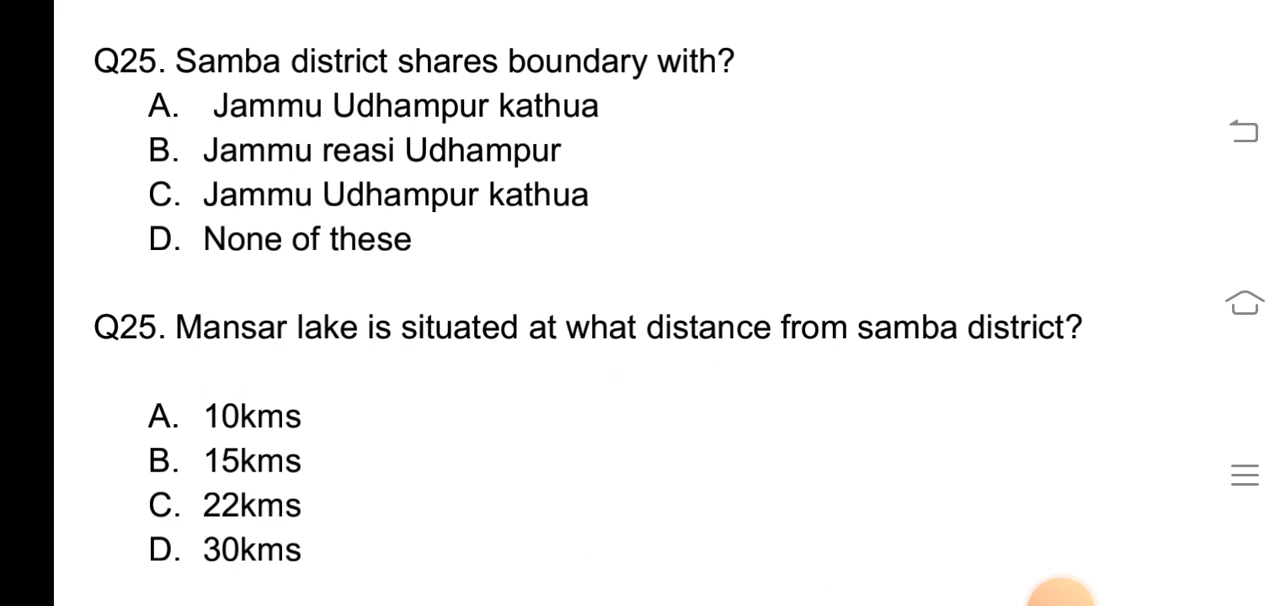 Q25. Samba district shares boundary with?
A. Jammu Udhampur kathua
B. Jammu reasi Udhampur
C. Jammu Udhampur kathua
D. None of these
Q25. Mansar lake is situated at what distance from samba district?
A. 10kms
B. 15kms
C. 22kms
D. 30kms